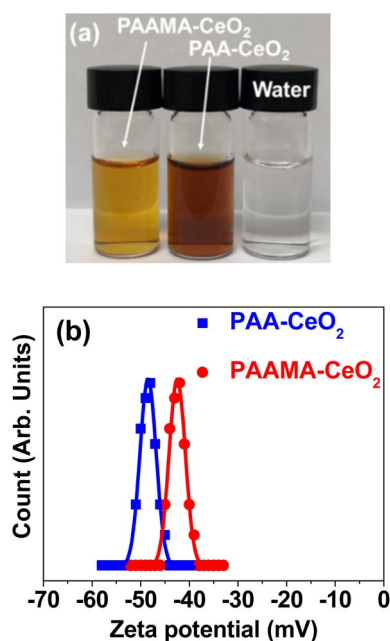 (a)
PAAMA-CeO₂
PAA-CeO₂
Water
(b)
PAA-CeO₂
PAAMA-CeO₂
Count (Arb. Units)
-70 -60 -50 -40 -30 -20 -10 0
Zeta potential (mV)